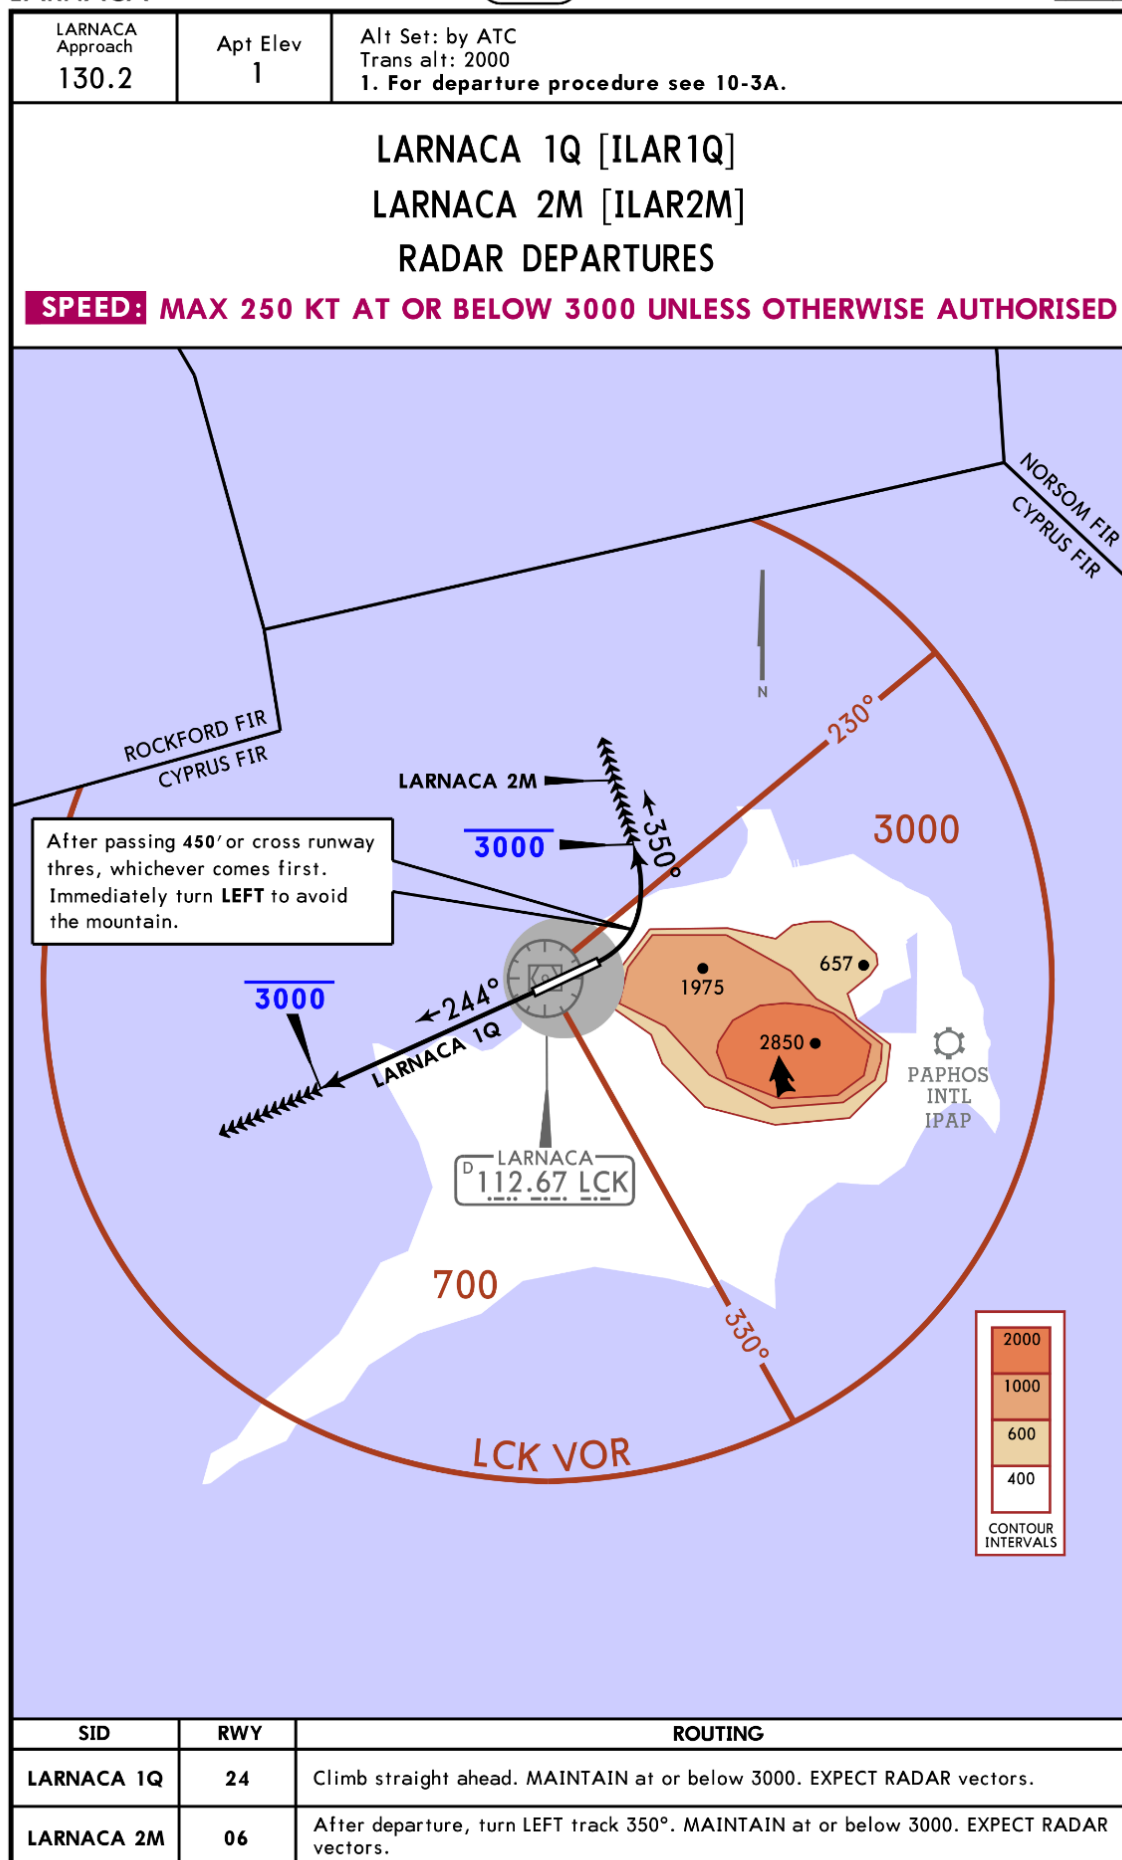 LARNACA
Approach
130.2
Apt Elev
1
Alt Set: by ATC
Trans alt: 2000
1. For departure procedure see 10-3A.
LARNACA 1Q [ILAR1Q]
LARNACA 2M [ILAR2M]
RADAR DEPARTURES
SPEED: MAX 250 KT AT OR BELOW 3000 UNLESS OTHERWISE AUTHORISED
NORSOM FIR
CYPRUS FIR
N
ROCKFORD FIR
CYPRUS FIR
230°
LARNACA 2M
350°
3000
3000
After passing 450' or cross runway
thres, whichever comes first.
Immediately turn LEFT to avoid
the mountain.
657
1975
3000
244°
LARNACA 1Q
2850
PAPHOS
INTL
IPAP
LARNACA
D 112.67 LCK
700
330°
LCK VOR
2000
1000
600
400
CONTOUR
INTERVALS
SID RWY ROUTING
LARNACA 1Q 24 Climb straight ahead. MAINTAIN at or below 3000. EXPECT RADAR vectors.
LARNACA 2M 06 After departure, turn LEFT track 350°. MAINTAIN at or below 3000. EXPECT RADAR
vectors.